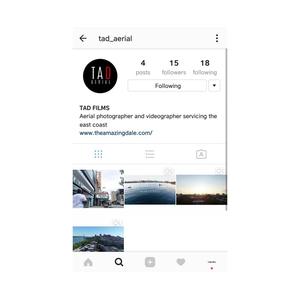 tad_aerial
TAD
AERIAL
4 15 18
posts followers following
Following
TAD FILMS
Aerial photographer and videographer servicing the
east coast
www.theamazingdale.com/